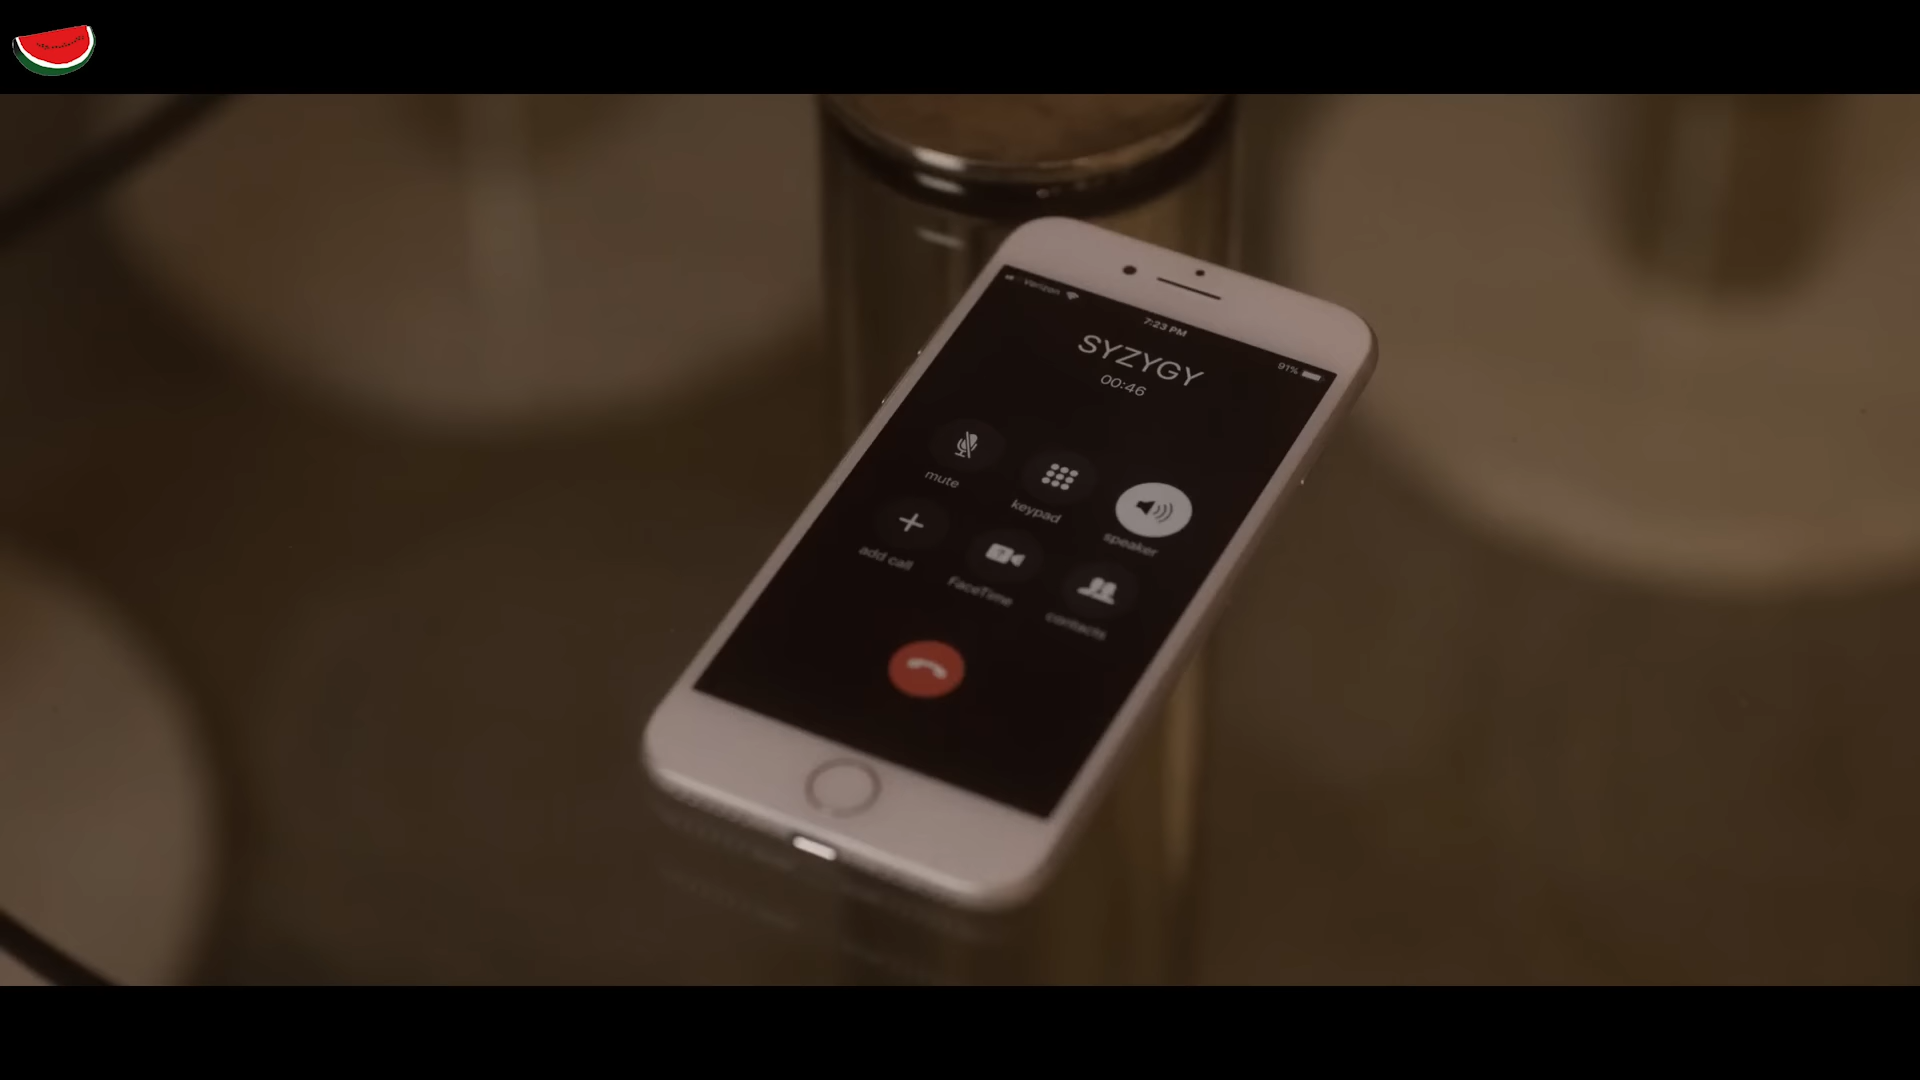 Verizon
7:23 PM
91%
SYZYGY
00:46
mute
keypad
speaker
add call
FaceTime
contacts